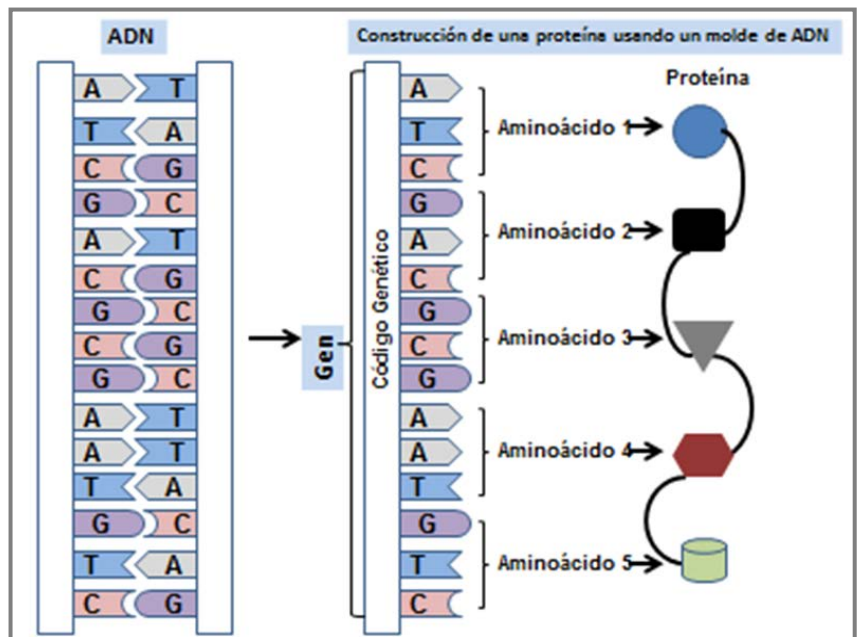 ADN
Construcción de una proteína usando un molde de ADN
Proteína
A T
T A
C G
G C
A T
C G
G C
C G
G C
A T
A T
T A
G C
T A
C G
Gen
Código Genético
A
T
C
G
A
C
G
C
G
A
A
T
G
T
C
Aminoácido 1
Aminoácido 2
Aminoácido 3
Aminoácido 4
Aminoácido 5